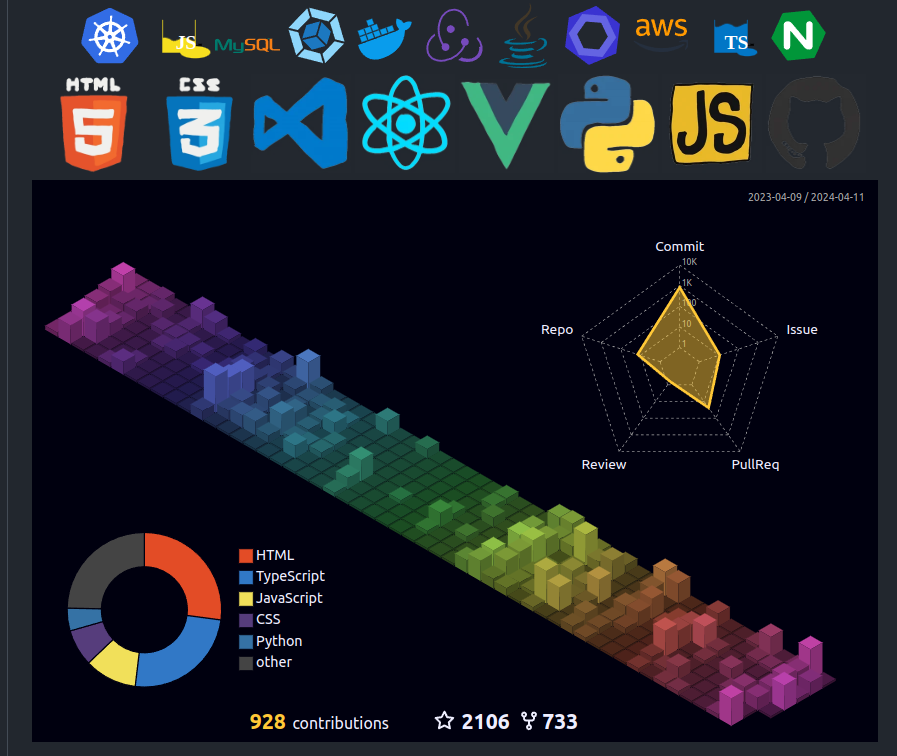 JS MySQL aws TS N
HTML CSS
5 3 JS
2023-04-09 / 2024-04-11
Commit
10K
1K
100
10
1
Repo
Issue
Review
PullReq
HTML
TypeScript
JavaScript
CSS
Python
other
928 contributions 2106 733